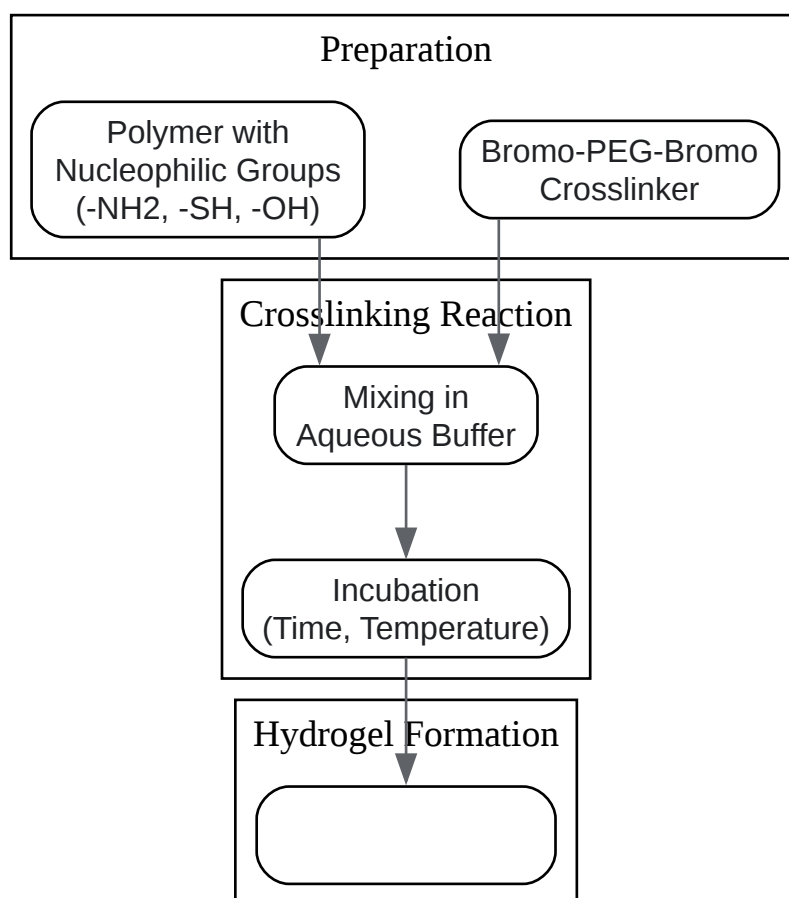 Preparation
Polymer with
Nucleophilic Groups
(-NH2, -SH, -OH)
Bromo-PEG-Bromo
Crosslinker
Crosslinking Reaction
Mixing in
Aqueous Buffer
Incubation
(Time, Temperature)
Hydrogel Formation